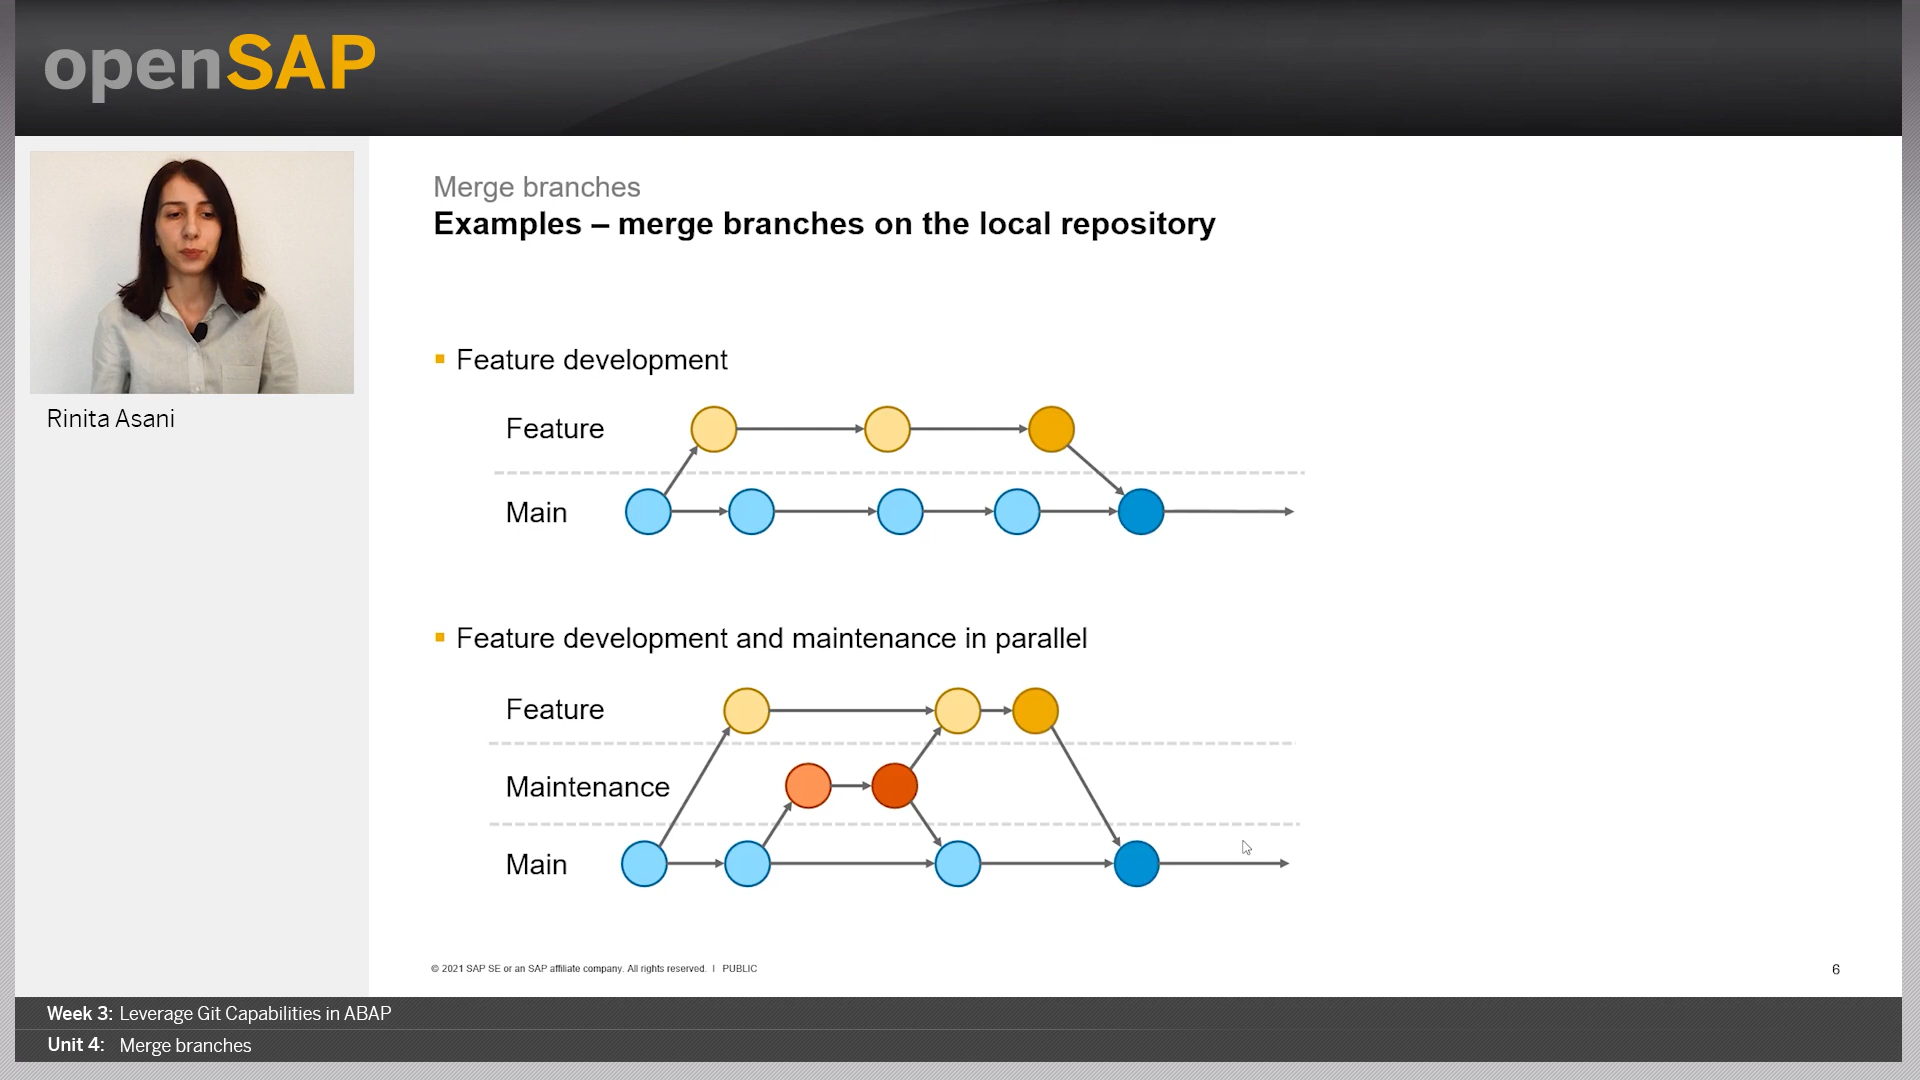 openSAP
Rinita Asani
Merge branches
Examples – merge branches on the local repository
Feature development
Feature
Main
Feature development and maintenance in parallel
Feature
Maintenance
Main
© 2021 SAP SE or an SAP affiliate company. All rights reserved. | PUBLIC
6
Week 3: Leverage Git Capabilities in ABAP
Unit 4: Merge branches